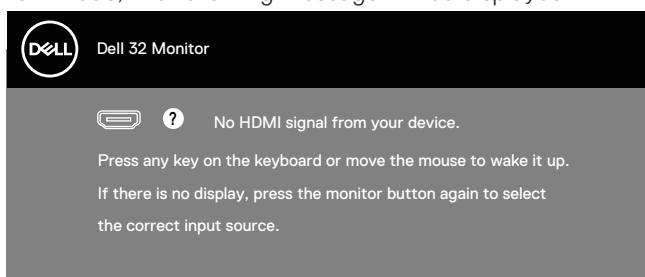 DELL
Dell 32 Monitor
? No HDMI signal from your device.
Press any key on the keyboard or move the mouse to wake it up.
If there is no display, press the monitor button again to select
the correct input source.